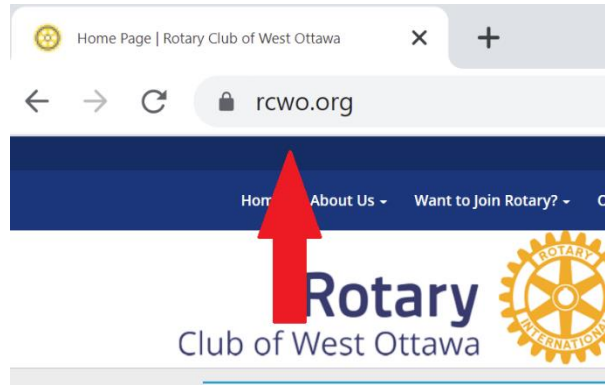 Home Page | Rotary Club of West Ottawa
rcwo.org
About Us Want to Join Rotary?
Rotary
Club of West Ottawa
ROTARY
INTERNATIONAL